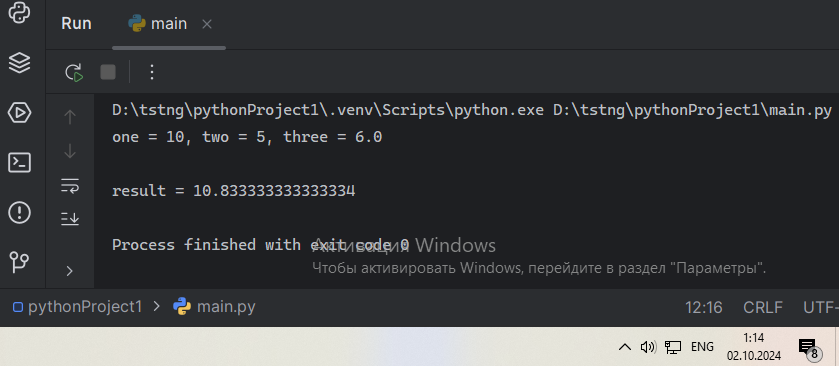 Run main
D:\tstng\pythonProject1\.venv\Scripts\python.exe D:\tstng\pythonProject1\main.py
one = 10, two = 5, three = 6.0
result = 10.833333333333334
Process finished with exit code 0
Активация Windows
Чтобы активировать Windows, перейдите в раздел "Параметры".
pythonProject1 > main.py 12:16 CRLF UTF-
ENG 1:14
02.10.2024 8